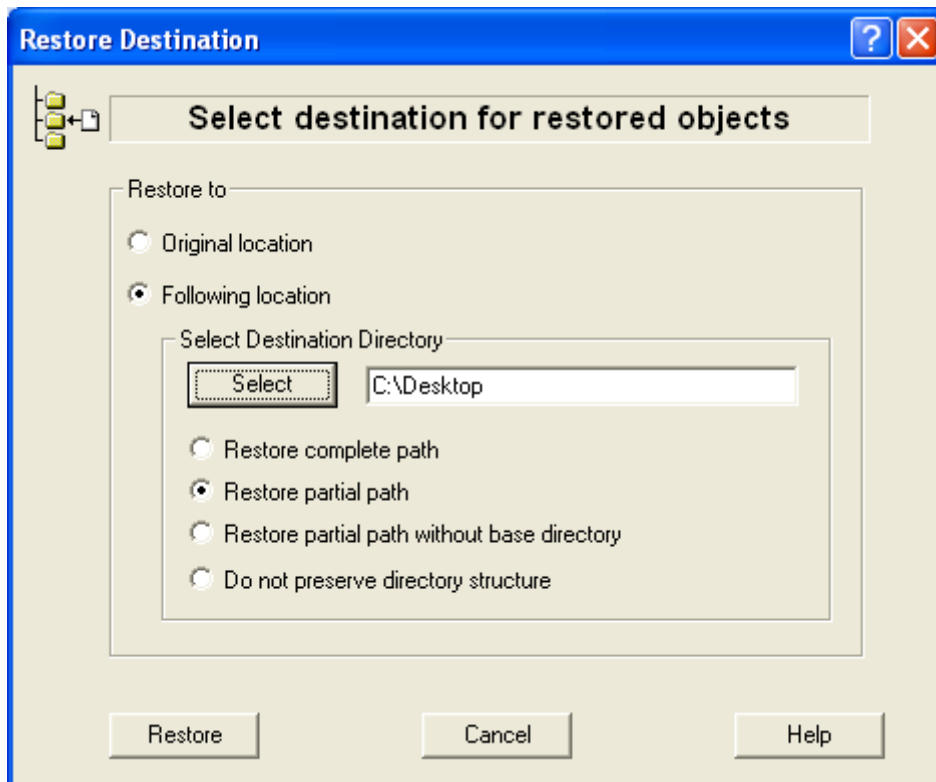 Restore Destination
Select destination for restored objects
Restore to
Original location
Following location
Select Destination Directory
Select
C:\Desktop
Restore complete path
Restore partial path
Restore partial path without base directory
Do not preserve directory structure
Restore
Cancel
Help